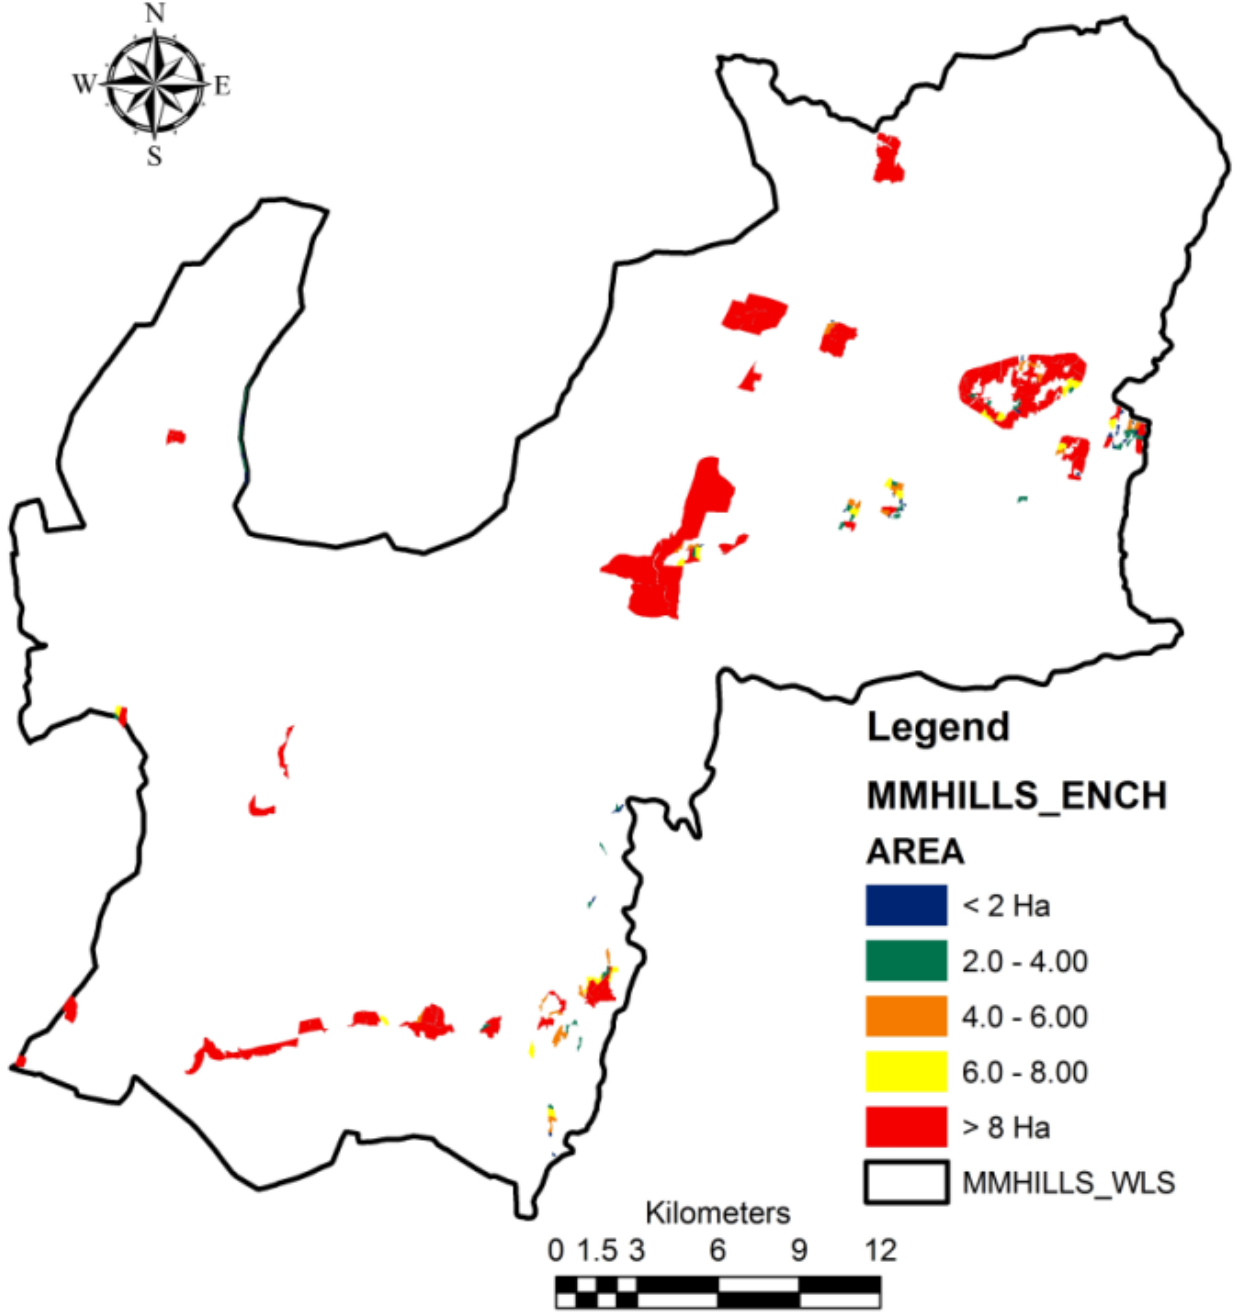 N
W E
S
Legend
MMHILLS_ENCH
AREA
< 2 Ha
2.0 - 4.00
4.0 - 6.00
6.0 - 8.00
> 8 Ha
MMHILLS_WLS
Kilometers
0 1.5 3 6 9 12